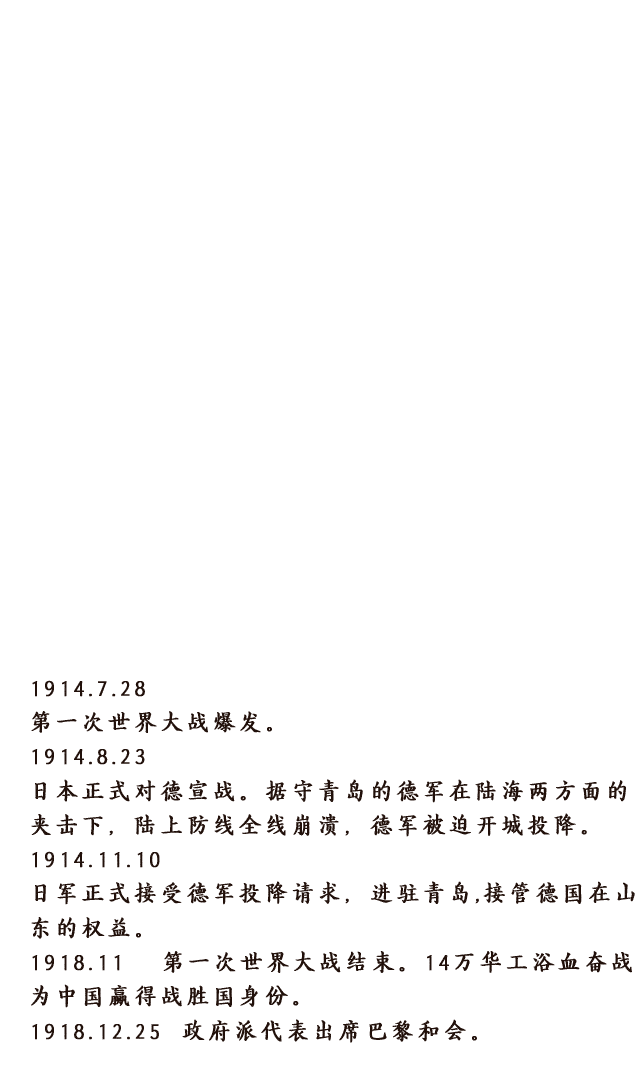 1914.7.28
第一次世界大战爆发。
1914.8.23
日本正式对德宣战。据守青岛的德军在陆海两方面的
夹击下，陆上防线全线崩溃，德军被迫开城投降。
1914.11.10
日军正式接受德军投降请求，进驻青岛,接管德国在山
东的权益。
1918.11 第一次世界大战结束。14万华工浴血奋战
为中国赢得战胜国身份。
1918.12.25 政府派代表出席巴黎和会。